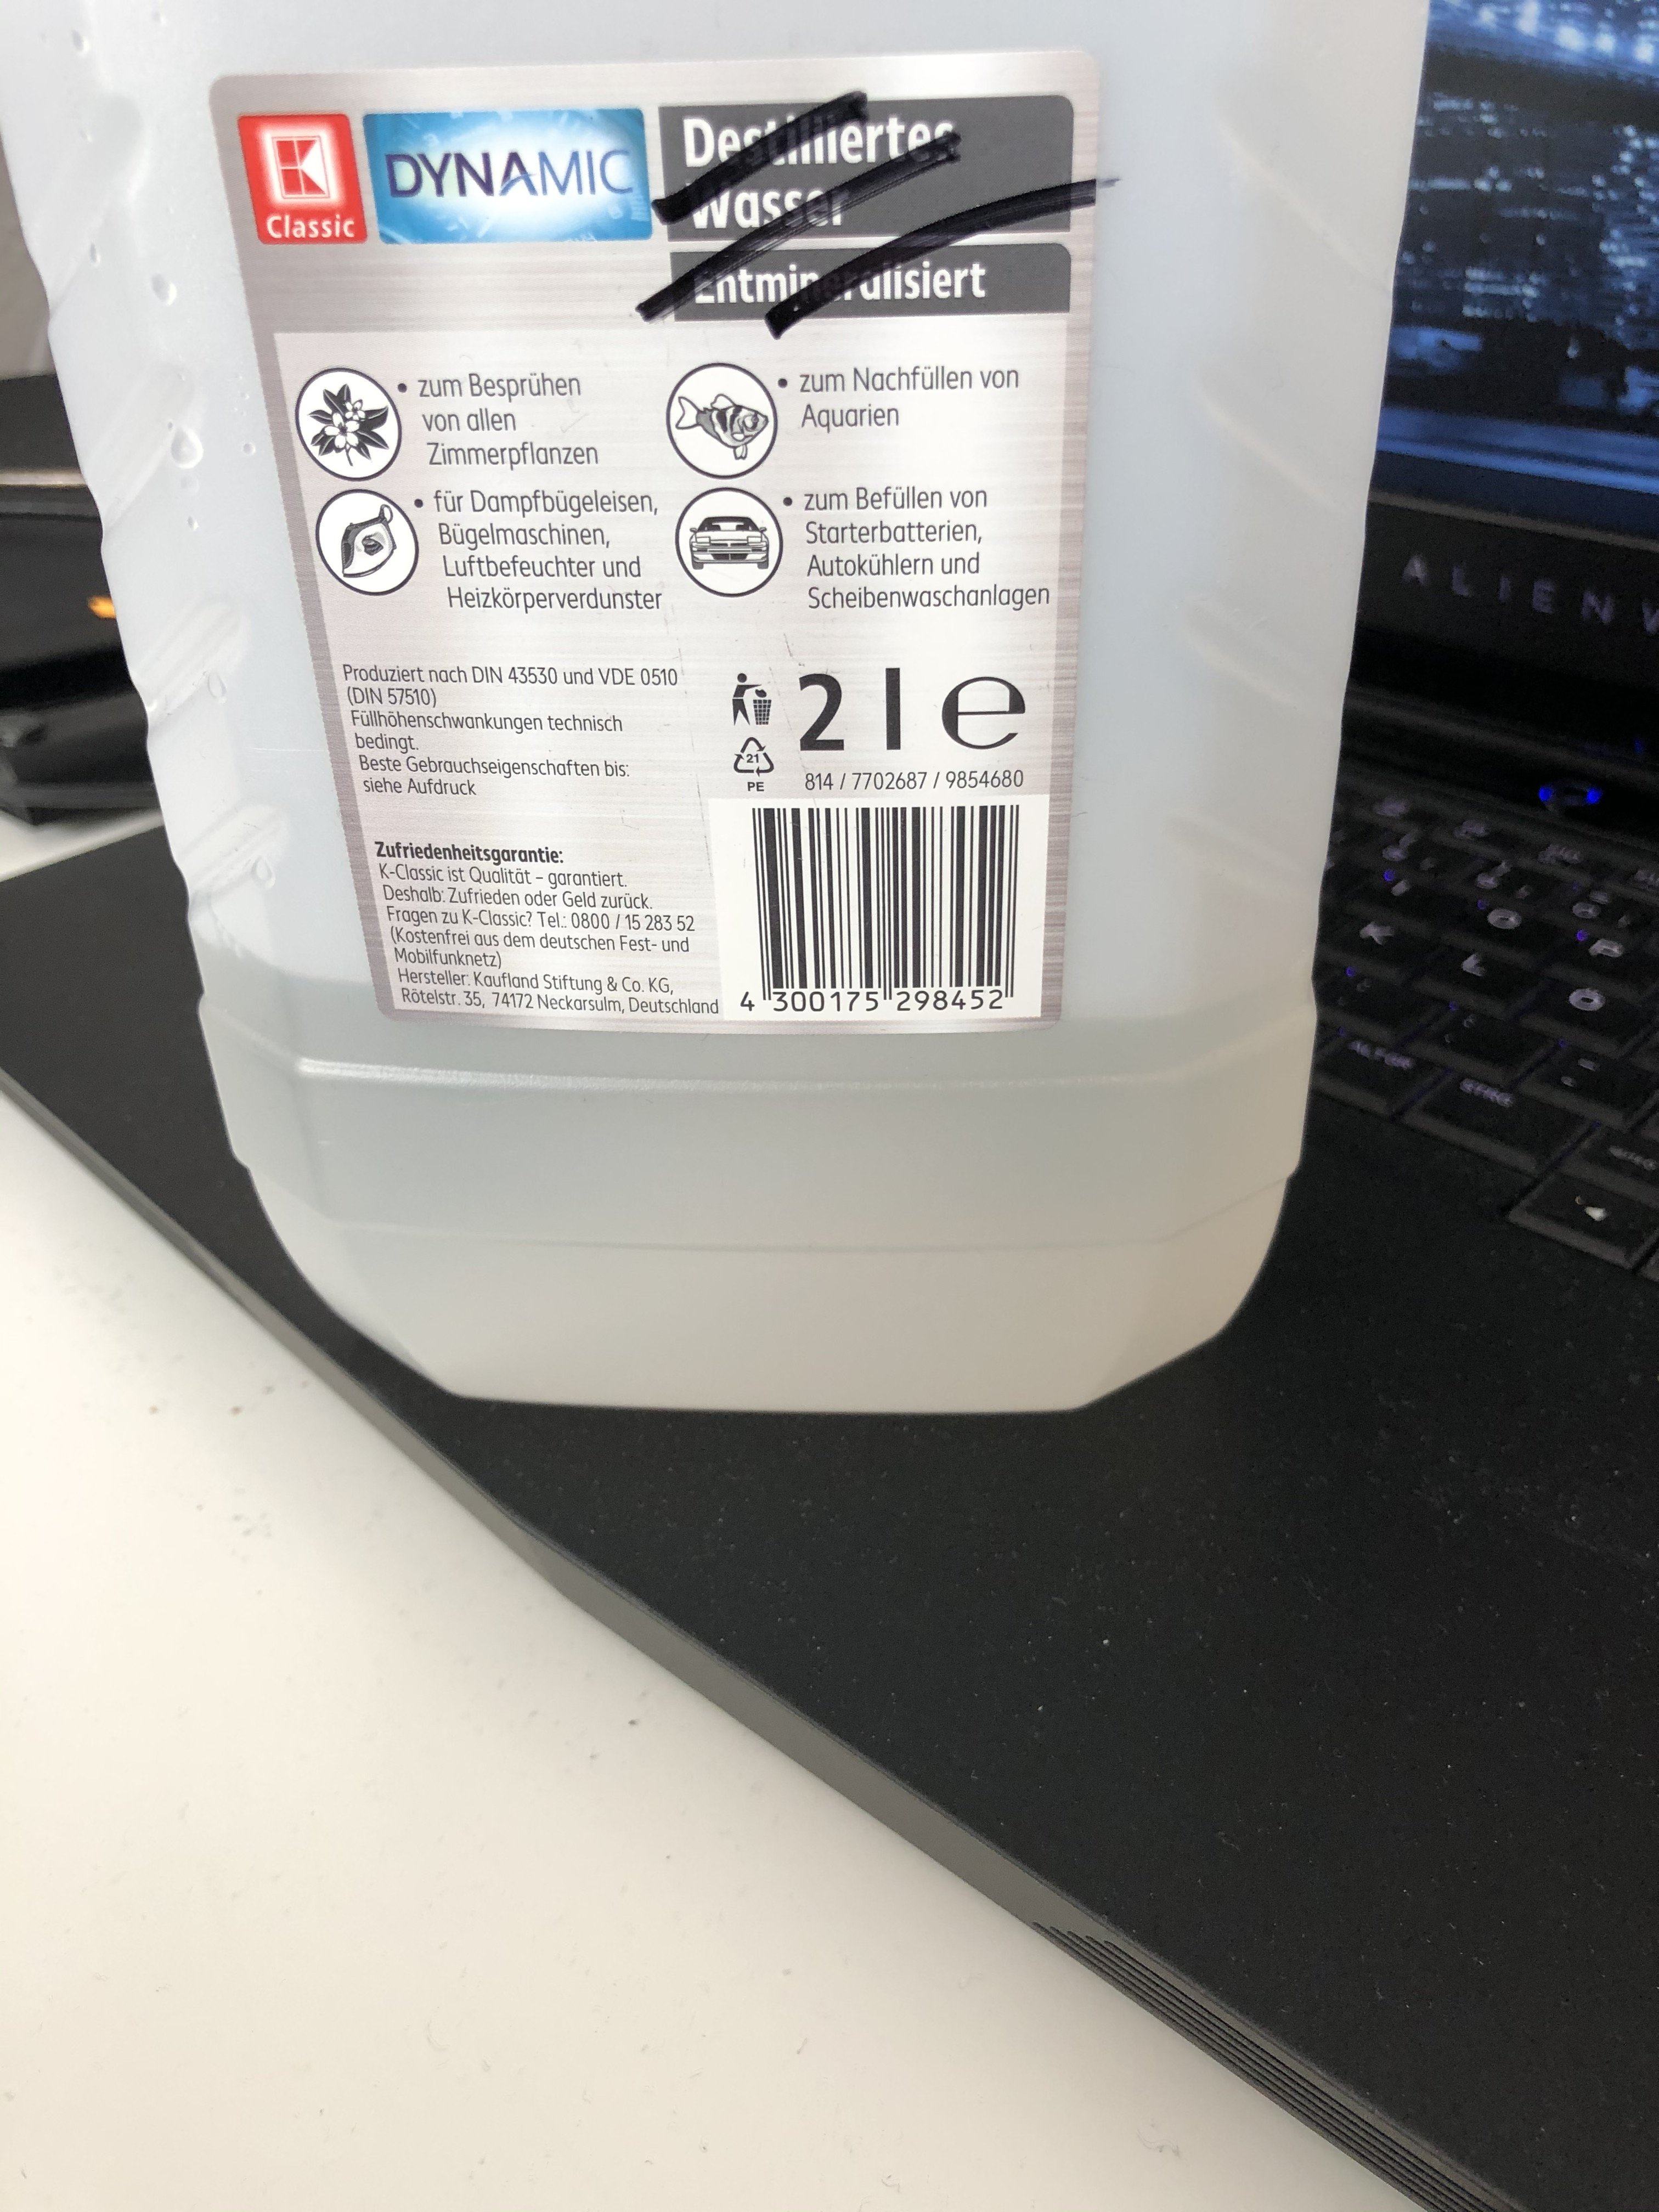 K
Classic
DYNAMIC
Destilliertes
Wasser
Entmineralisiert
• zum Besprühen
von allen
Zimmerpflanzen
• zum Nachfüllen von
Aquarien
• für Dampfbügeleisen,
Bügelmaschinen,
Luftbefeuchter und
Heizkörperverdunster
• zum Befüllen von
Starterbatterien,
Autokühlern und
Scheibenwaschanlagen
Produziert nach DIN 43530 und VDE 0510
(DIN 57510)
Füllhöhenschwankungen technisch
bedingt.
Beste Gebrauchseigenschaften bis:
siehe Aufdruck
21
PE
2 l e
814 / 7702687 / 9854680
Zufriedenheitsgarantie:
K-Classic ist Qualität – garantiert.
Deshalb: Zufrieden oder Geld zurück.
Fragen zu K-Classic? Tel.: 0800 / 15 283 52
(Kostenfrei aus dem deutschen Fest- und
Mobilfunknetz)
Hersteller: Kaufland Stiftung & Co. KG,
Rötelstr. 35, 74172 Neckarsulm, Deutschland
4 300175 298452
ALIENW
O
P
K
L
Ö
ALT GR
STRG